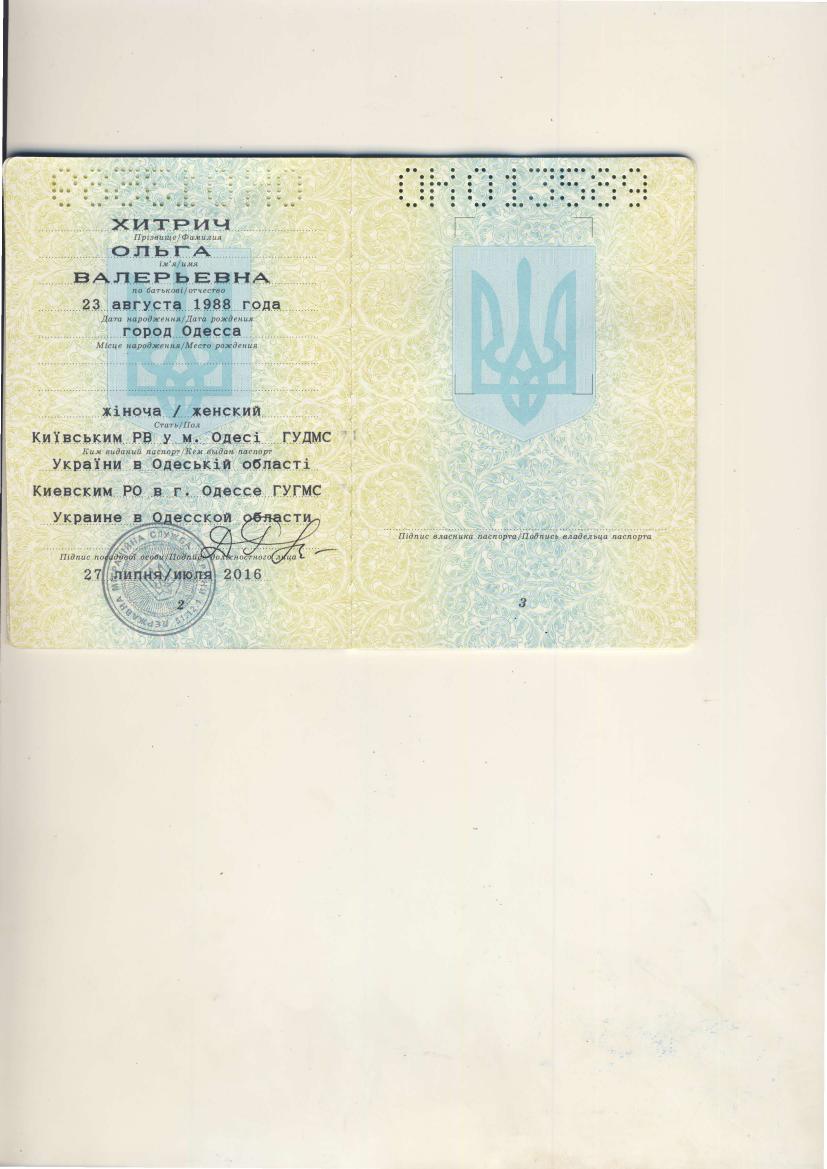 ХИТРИЧ
Прізвище/Фамилия
ОЛЬГА
ім'я/имя
ВАЛЕРЬЕВНА
по батькові/отчество
23 августа 1988 года
Дата народження/Дата рождения
город Одесса
Місце народження/Место рождения
жіноча / женский
Стать/Пол
Київським РВ у м. Одесі ГУДМС
Ким виданий паспорт/Кем выдан паспорт
України в Одеській області
Киевским РО в г. Одессе ГУГМС
Украине в Одесской области
Підпис посадової особи/Подпись должностного лица
27 липня/июля 2016
2
ОМ013569
Підпис власника паспорта/Подпись владельца паспорта
3